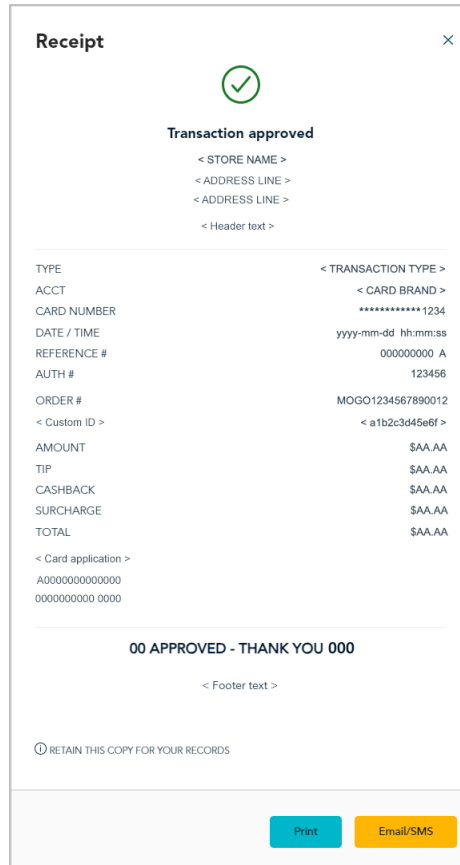 Receipt ×
Transaction approved
< STORE NAME >
< ADDRESS LINE >
< ADDRESS LINE >
< Header text >
TYPE < TRANSACTION TYPE >
ACCT < CARD BRAND >
CARD NUMBER ************1234
DATE / TIME yyyy-mm-dd hh:mm:ss
REFERENCE # 000000000 A
AUTH # 123456
ORDER # MOGO1234567890012
< Custom ID > < a1b2c3d45e6f >
AMOUNT $AA.AA
TIP $AA.AA
CASHBACK $AA.AA
SURCHARGE $AA.AA
TOTAL $AA.AA
< Card application >
A0000000000000
0000000000 0000
00 APPROVED - THANK YOU 000
< Footer text >
RETAIN THIS COPY FOR YOUR RECORDS
Print Email/SMS